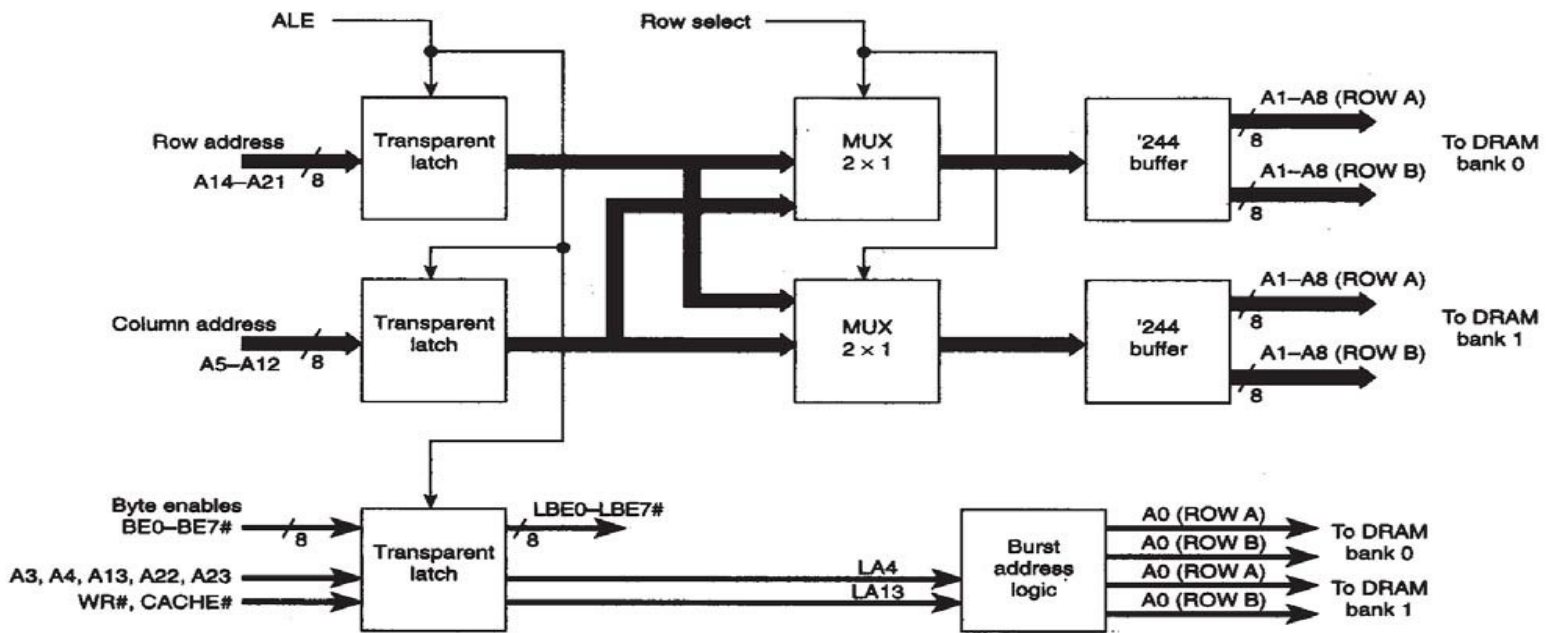 ALE
Row select
Row address
A14–A21
8
Transparent
latch
MUX
2 × 1
'244
buffer
A1–A8 (ROW A)
8
A1–A8 (ROW B)
8
To DRAM
bank 0
Column address
A5–A12
8
Transparent
latch
MUX
2 × 1
'244
buffer
A1–A8 (ROW A)
8
A1–A8 (ROW B)
8
To DRAM
bank 1
Byte enables
BE0–BE7#
8
A3, A4, A13, A22, A23
WR#, CACHE#
Transparent
latch
LBE0–LBE7#
8
LA4
LA13
Burst
address
logic
A0 (ROW A)
A0 (ROW B)
To DRAM
bank 0
A0 (ROW A)
A0 (ROW B)
To DRAM
bank 1